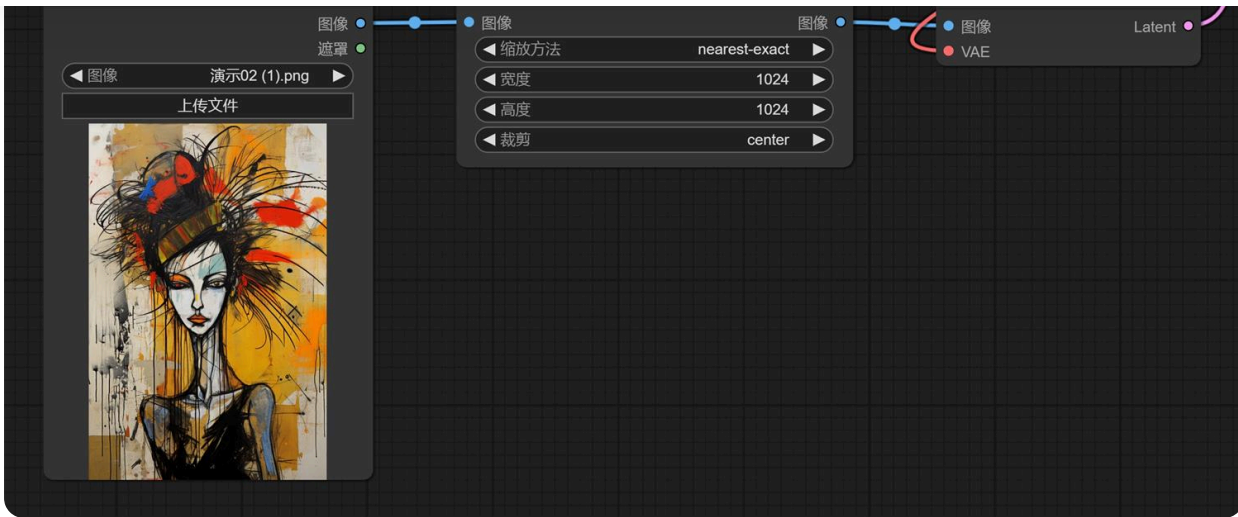 图像
遮罩
图像 演示02 (1).png
上传文件
图像 图像
缩放方法 nearest-exact
宽度 1024
高度 1024
裁剪 center
图像 Latent
VAE